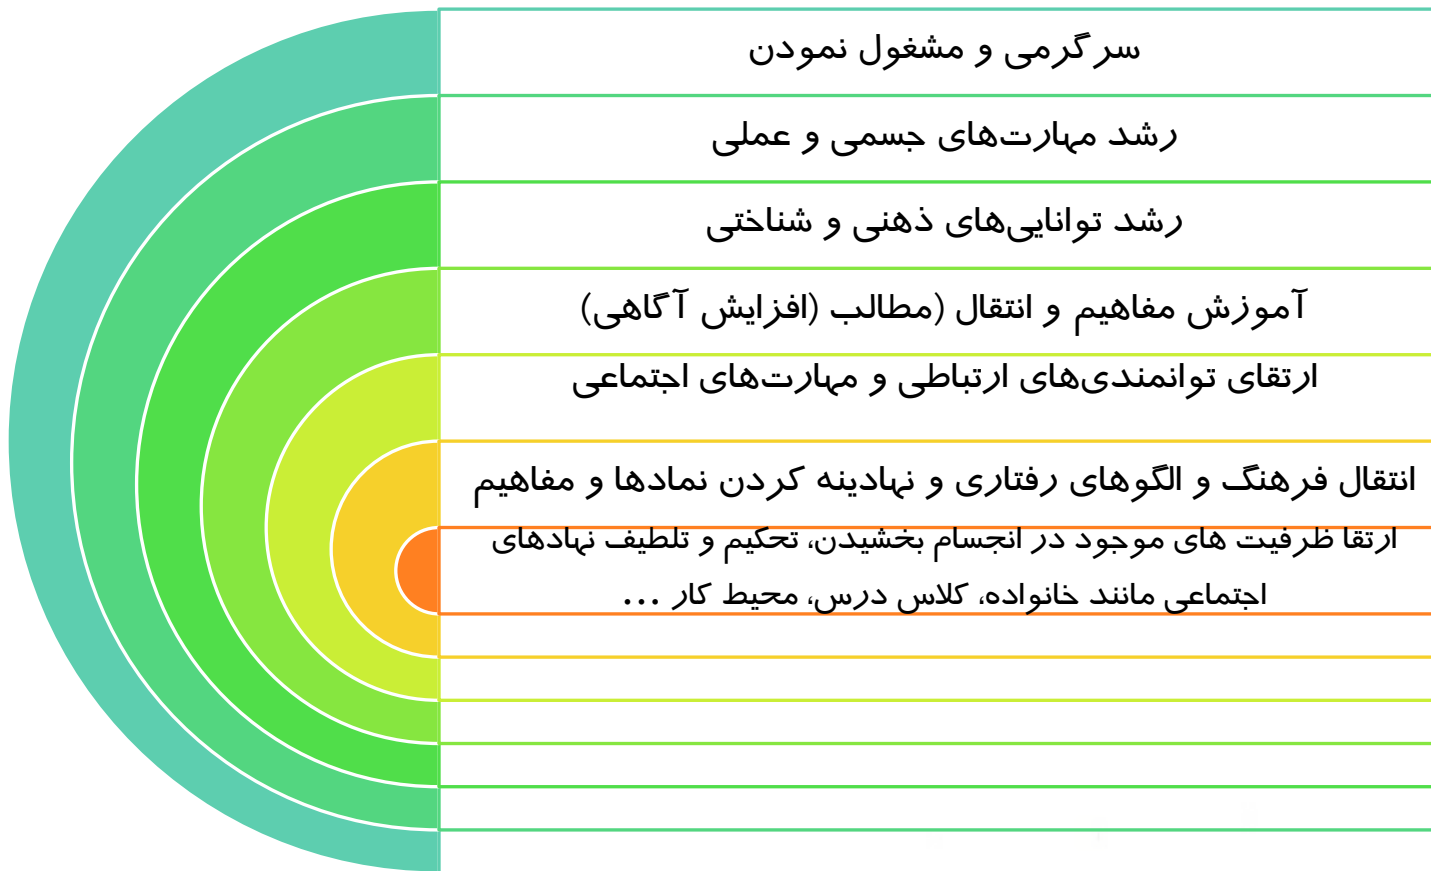 سرگرمی و مشغول نمودن
رشد مهارت‌های جسمی و عملی
رشد توانایی‌های ذهنی و شناختی
آموزش مفاهیم و انتقال (مطالب (افزایش آگاهی)
ارتقای توانمندی‌های ارتباطی و مهارت‌های اجتماعی
انتقال فرهنگ و الگوهای رفتاری و نهادینه کردن نمادها و مفاهیم
ارتقا ظرفیت های موجود در انجسام بخشیدن، تحکیم و تلطیف نهادهای
اجتماعی مانند خانواده، کلاس درس، محیط کار ...